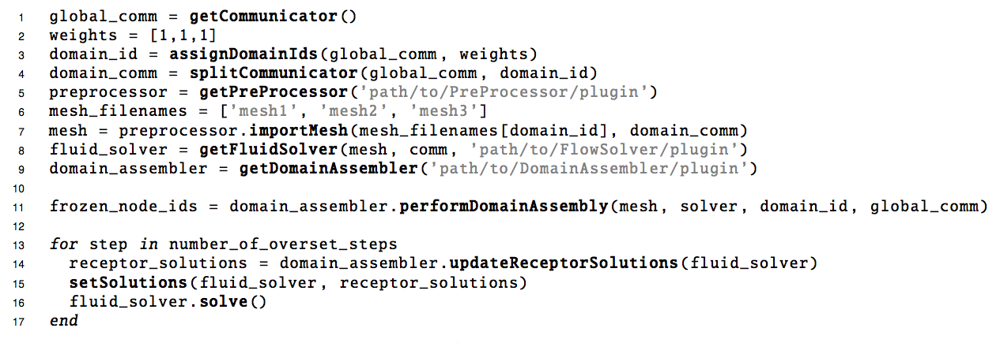 1 global_comm = getCommunicator()
2 weights = [1,1,1]
3 domain_id = assignDomainIds(global_comm, weights)
4 domain_comm = splitCommunicator(global_comm, domain_id)
5 preprocessor = getPreProcessor('path/to/PreProcessor/plugin')
6 mesh_filenames = ['mesh1', 'mesh2', 'mesh3']
7 mesh = preprocessor.importMesh(mesh_filenames[domain_id], domain_comm)
8 fluid_solver = getFluidSolver(mesh, comm, 'path/to/FlowSolver/plugin')
9 domain_assembler = getDomainAssembler('path/to/DomainAssembler/plugin')
10
11 frozen_node_ids = domain_assembler.performDomainAssembly(mesh, solver, domain_id, global_comm)
12
13 for step in number_of_overset_steps
14 receptor_solutions = domain_assembler.updateReceptorSolutions(fluid_solver)
15 setSolutions(fluid_solver, receptor_solutions)
16 fluid_solver.solve()
17 end